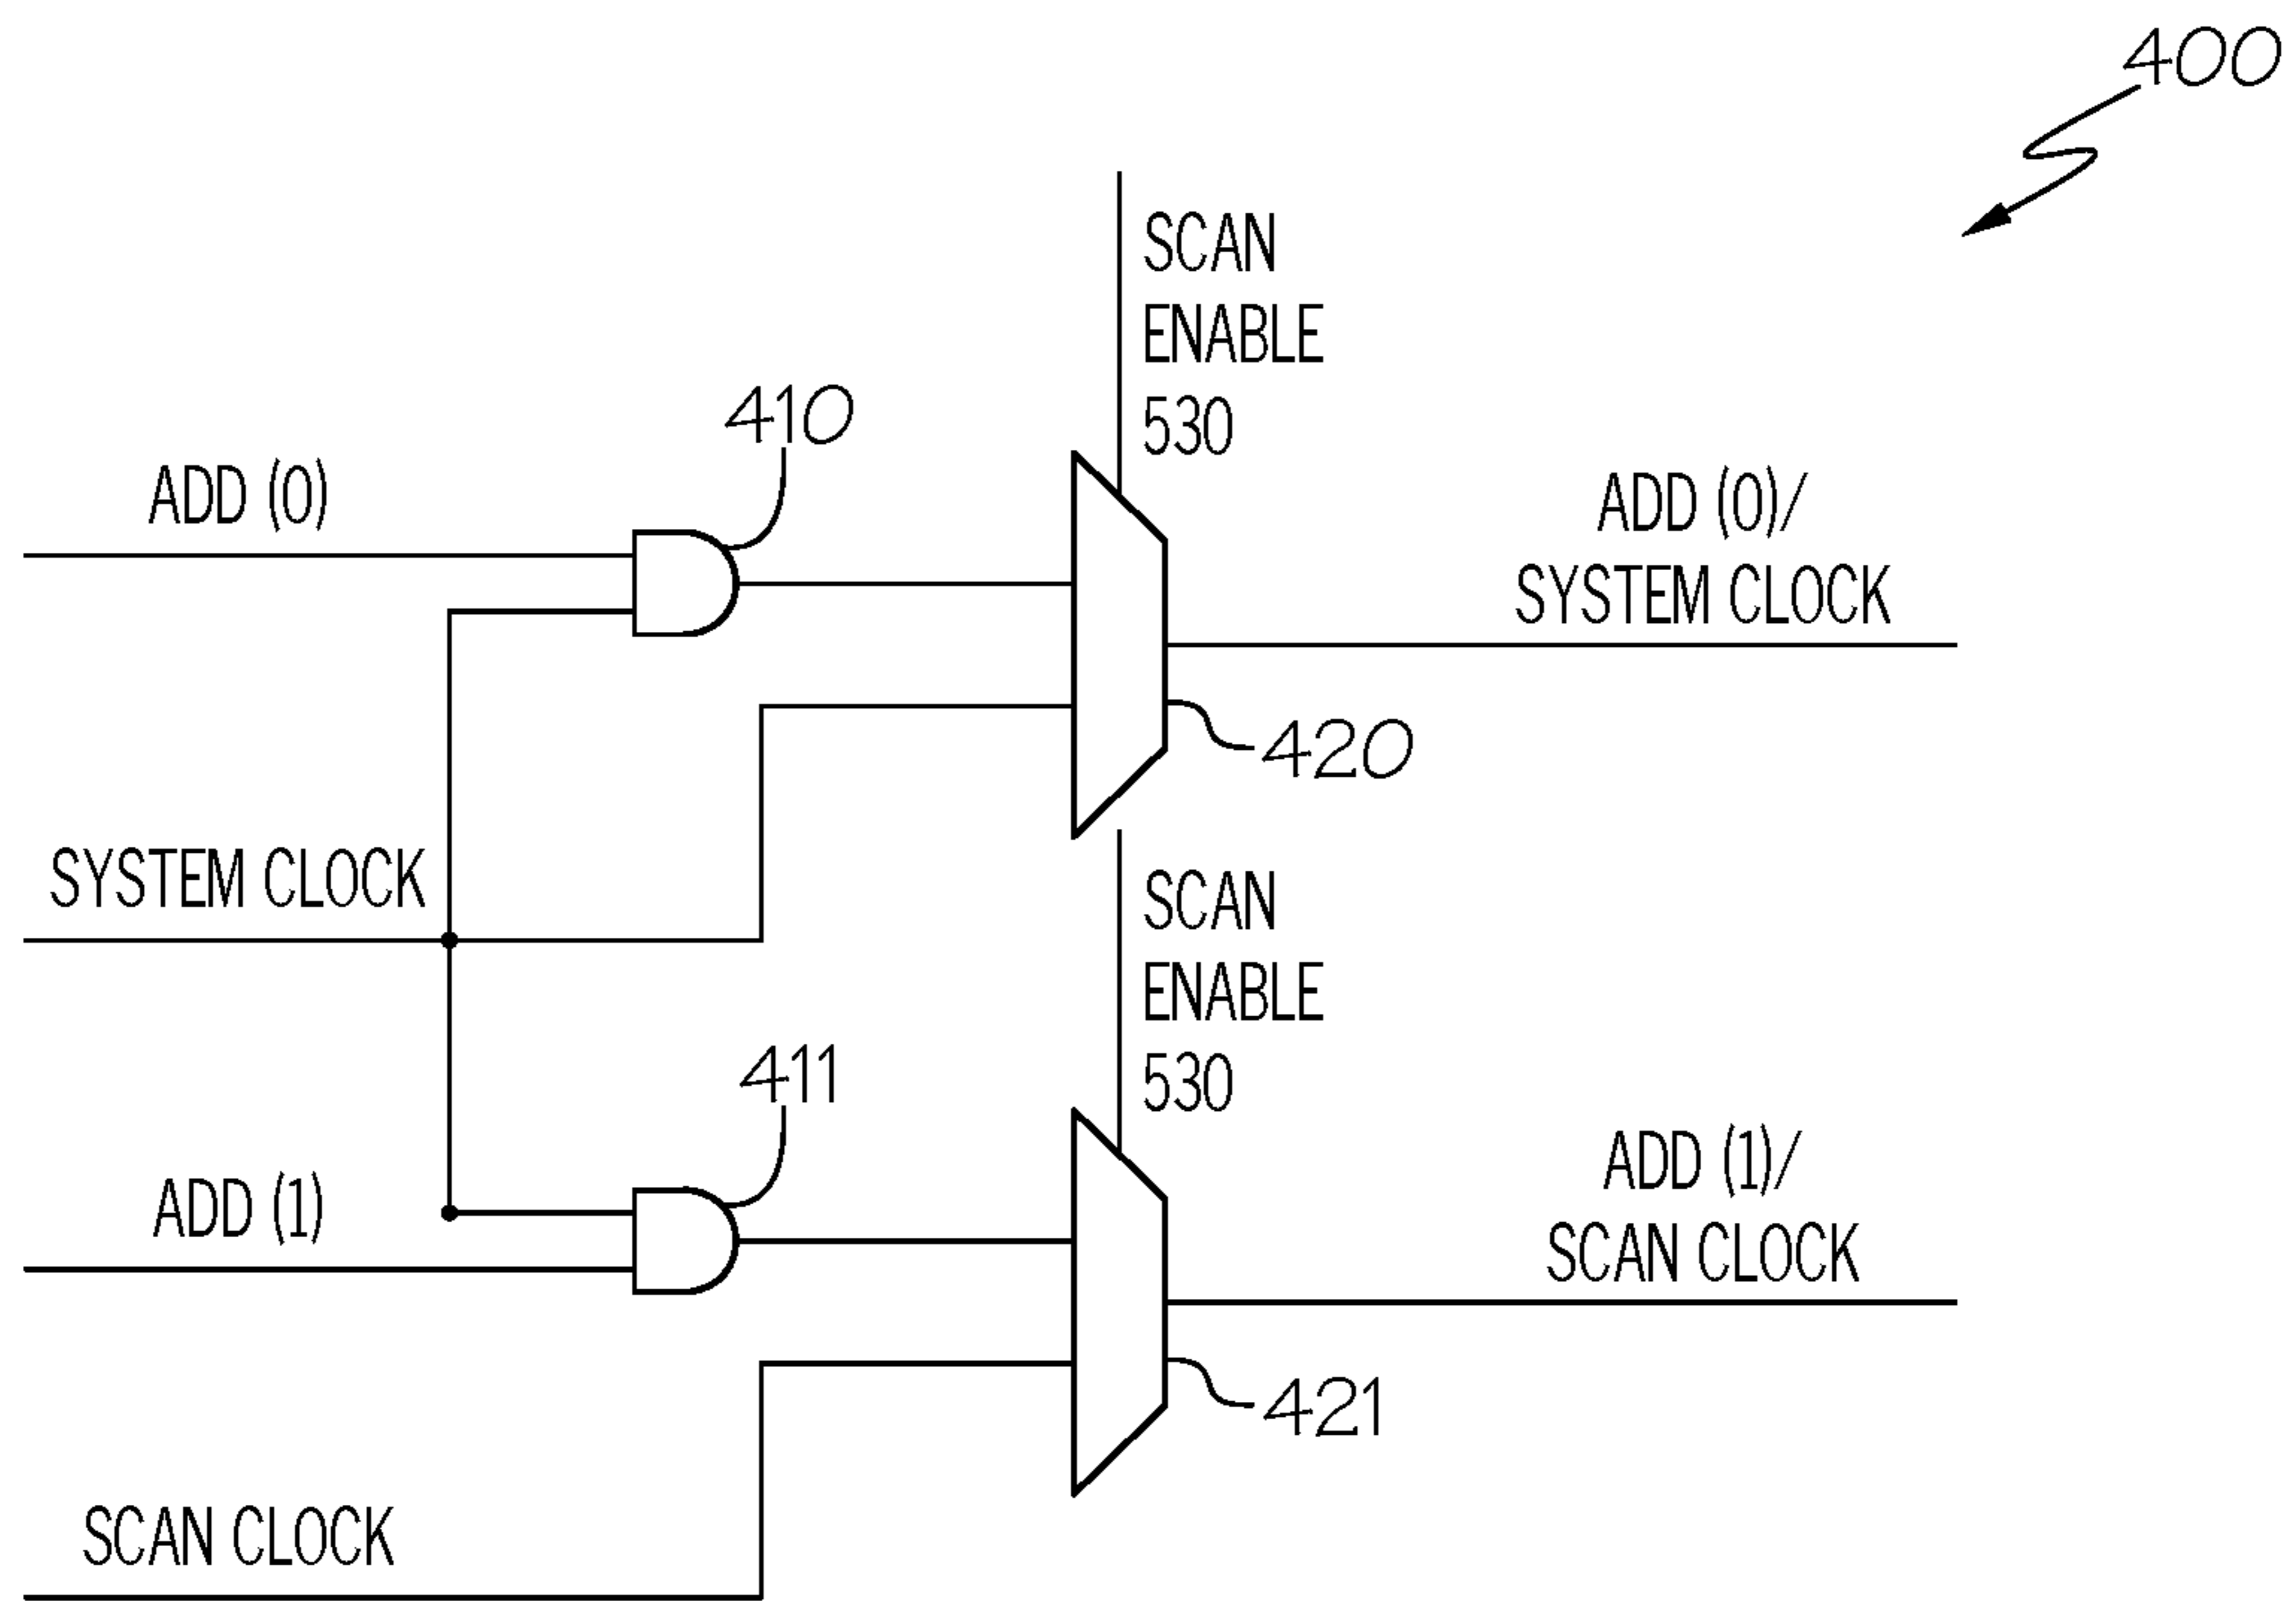 400
SCAN
ENABLE
530
410
ADD (0)
ADD (0)/
SYSTEM CLOCK
420
SYSTEM CLOCK
SCAN
ENABLE
530
411
ADD (1)
ADD (1)/
SCAN CLOCK
421
SCAN CLOCK